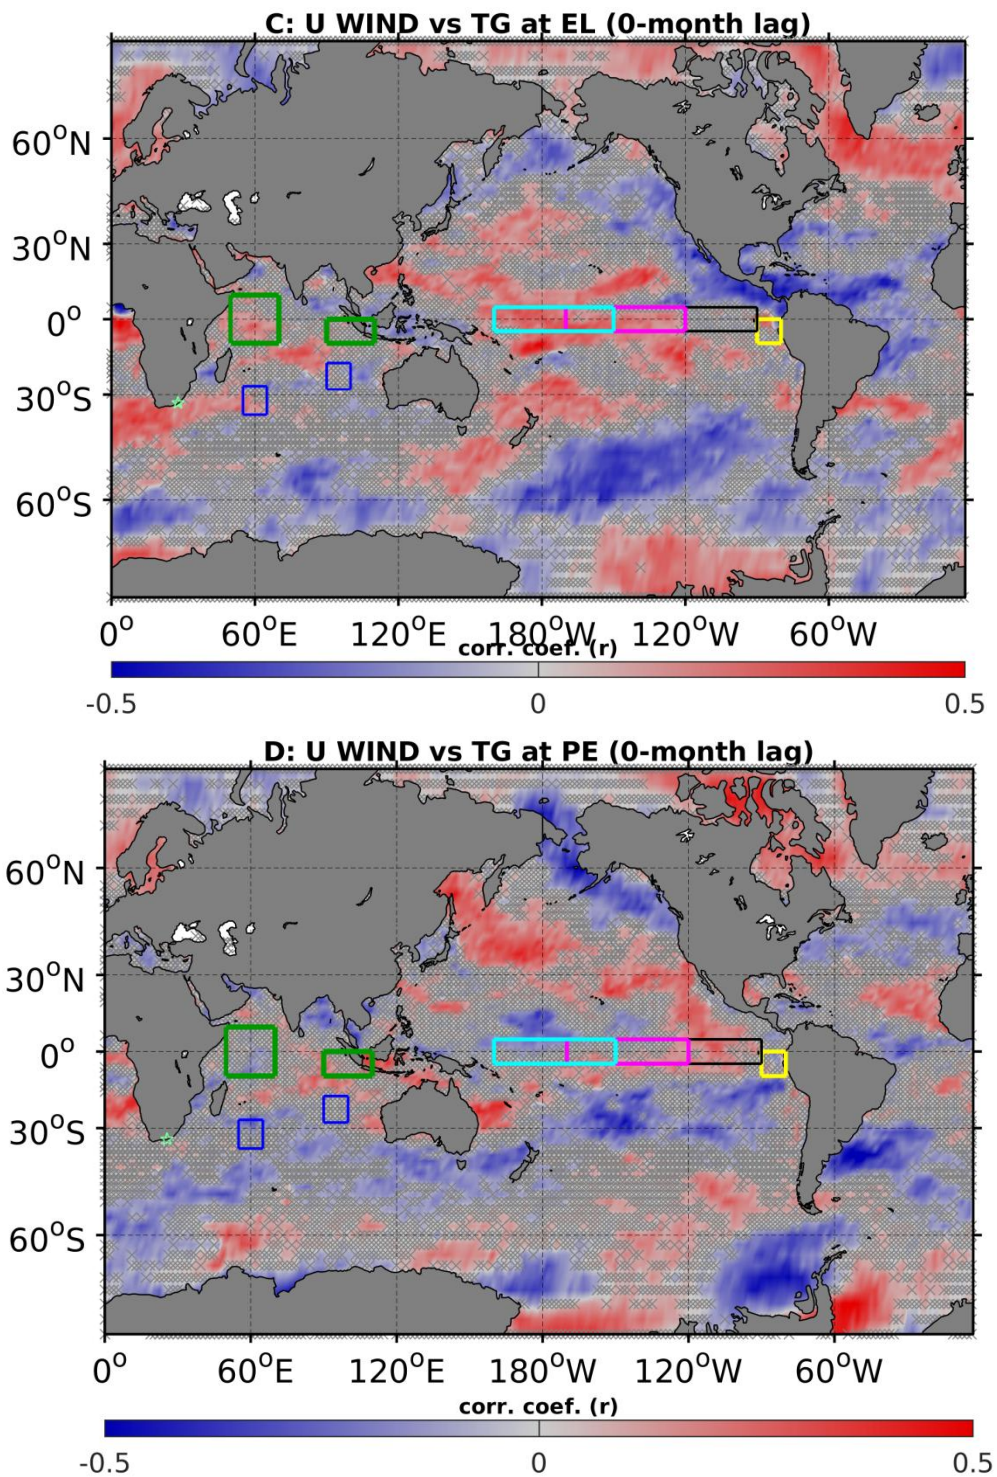 C: U WIND vs TG at EL (0-month lag)
60°N
30°N
0°
30°S
60°S
0° 60°E 120°E 180°W 120°W 60°W
corr. coef. (r)
-0.5 0 0.5
D: U WIND vs TG at PE (0-month lag)
60°N
30°N
0°
30°S
60°S
0° 60°E 120°E 180°W 120°W 60°W
corr. coef. (r)
-0.5 0 0.5